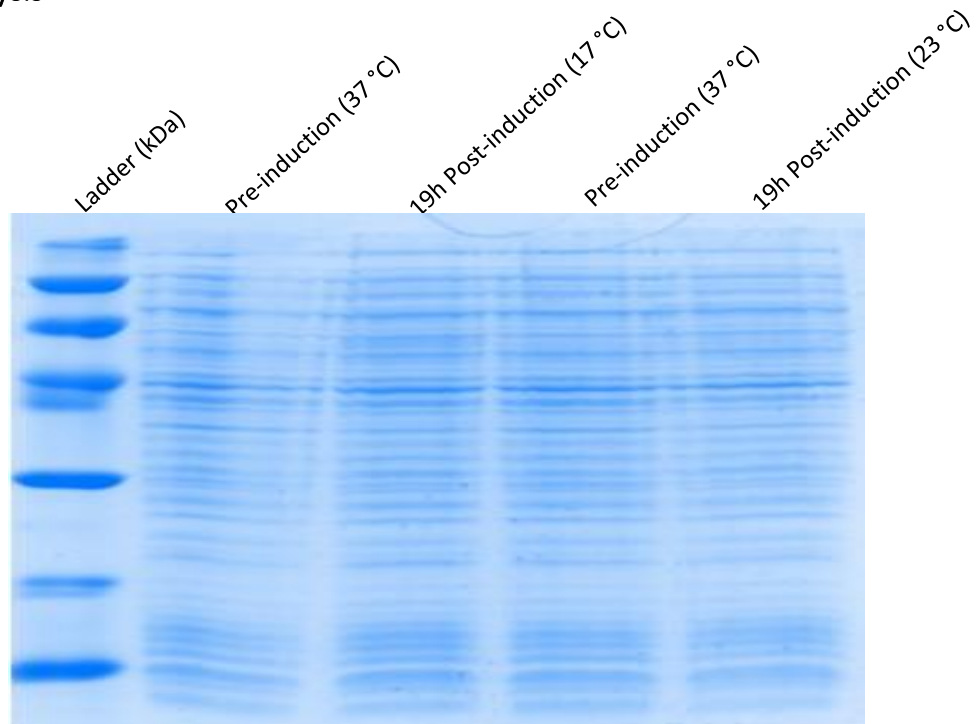 Ladder (kDa)
Pre-induction (37 °C)
19h Post-induction (17 °C)
Pre-induction (37 °C)
19h Post-induction (23 °C)